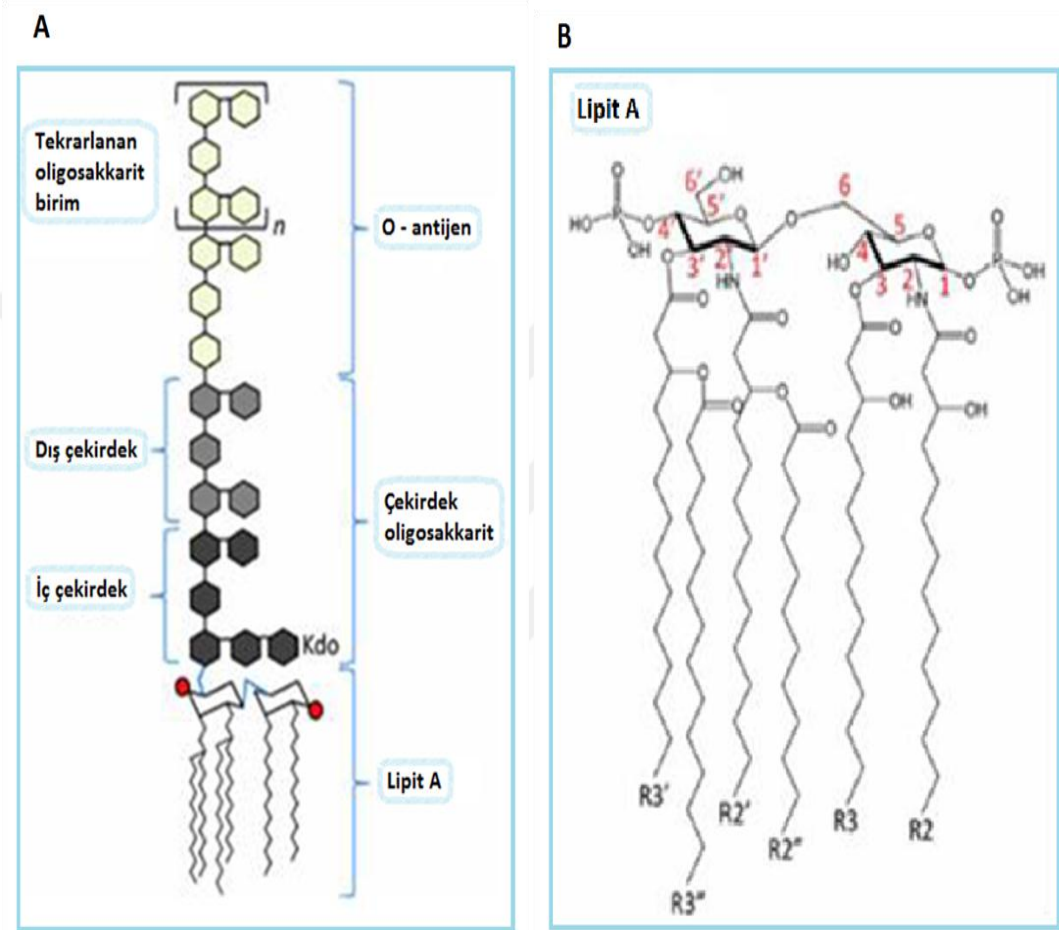 A
Tekrarlanan
oligosakkarit
birim
n
O - antijen
Dış çekirdek
Çekirdek
oligosakkarit
İç çekirdek
Kdo
Lipit A
B
Lipit A
6'
OH
O
5'
6
HO
P
O
4'
O
O
5
O
O
OH
3'
2'
1'
4
HO
P
OH
O
HN
3
2
1
O
OH
O
HN
O
O
O
O
O
O
OH
OH
O
O
R3'
R2'
R3
R2
R2"
R3"